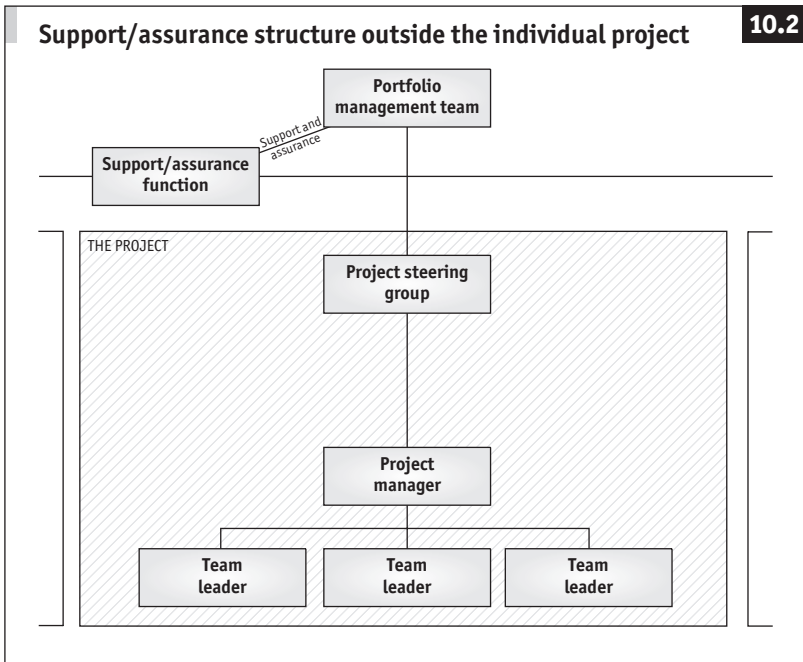 Support/assurance structure outside the individual project
10.2
Portfolio
management team
Support and
assurance
Support/assurance
function
THE PROJECT
Project steering
group
Project
manager
Team
leader
Team
leader
Team
leader